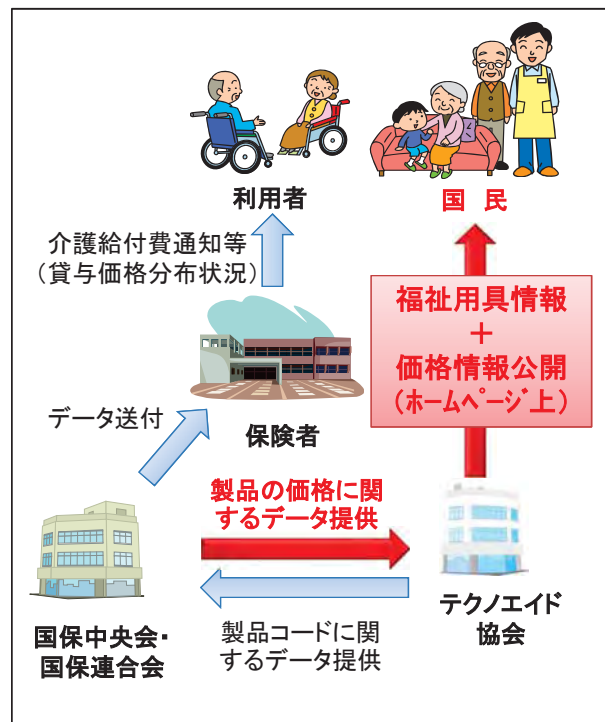 利用者
国 民
介護給付費通知等
（貸与価格分布状況）
福祉用具情報
＋
価格情報公開
（ﾎｰﾑﾍﾟｰｼﾞ上）
データ送付
保険者
製品の価格に関
するデータ提供
テクノエイド
協会
国保中央会・
国保連合会
製品コードに関
するデータ提供